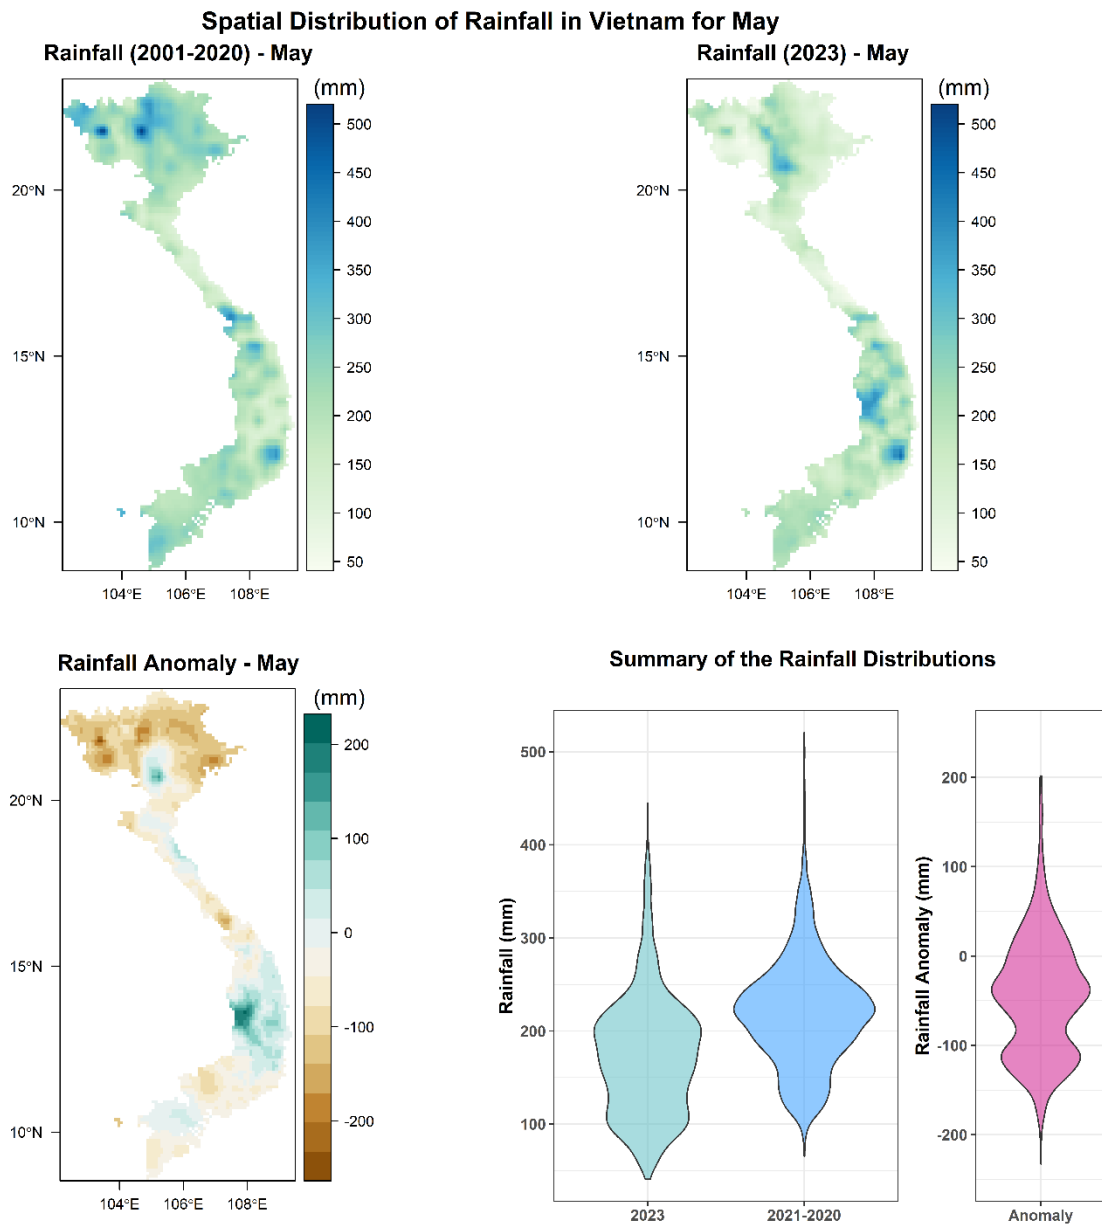 Spatial Distribution of Rainfall in Vietnam for May
Rainfall (2001-2020) - May
(mm)
500
450
400
350
300
250
200
150
100
50
20°N
15°N
10°N
104°E
106°E
108°E
Rainfall (2023) - May
(mm)
500
450
400
350
300
250
200
150
100
50
20°N
15°N
10°N
104°E
106°E
108°E
Rainfall Anomaly - May
(mm)
200
100
0
-100
-200
20°N
15°N
10°N
104°E
106°E
108°E
Summary of the Rainfall Distributions
Rainfall (mm)
500
400
300
200
100
2023
2021-2020
Rainfall Anomaly (mm)
200
100
0
-100
-200
Anomaly